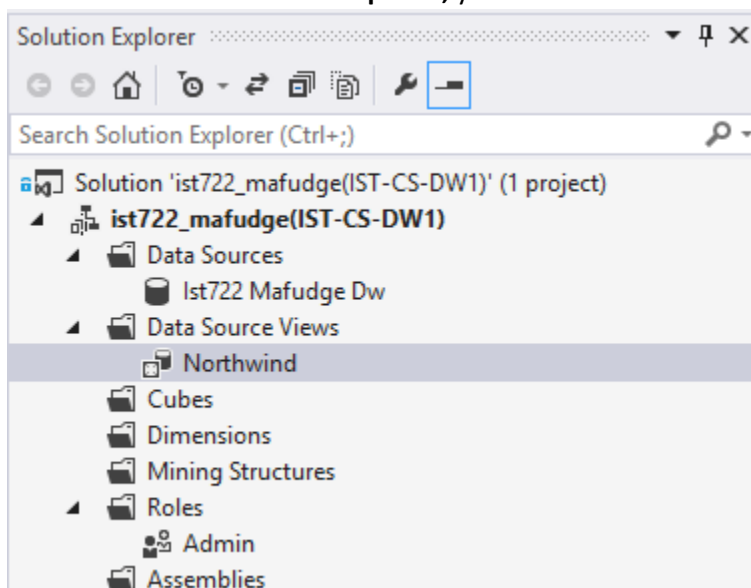 Solution Explorer
Search Solution Explorer (Ctrl+;)
Solution 'ist722_mafudge(IST-CS-DW1)' (1 project)
ist722_mafudge(IST-CS-DW1)
Data Sources
Ist722 Mafudge Dw
Data Source Views
Northwind
Cubes
Dimensions
Mining Structures
Roles
Admin
Assemblies